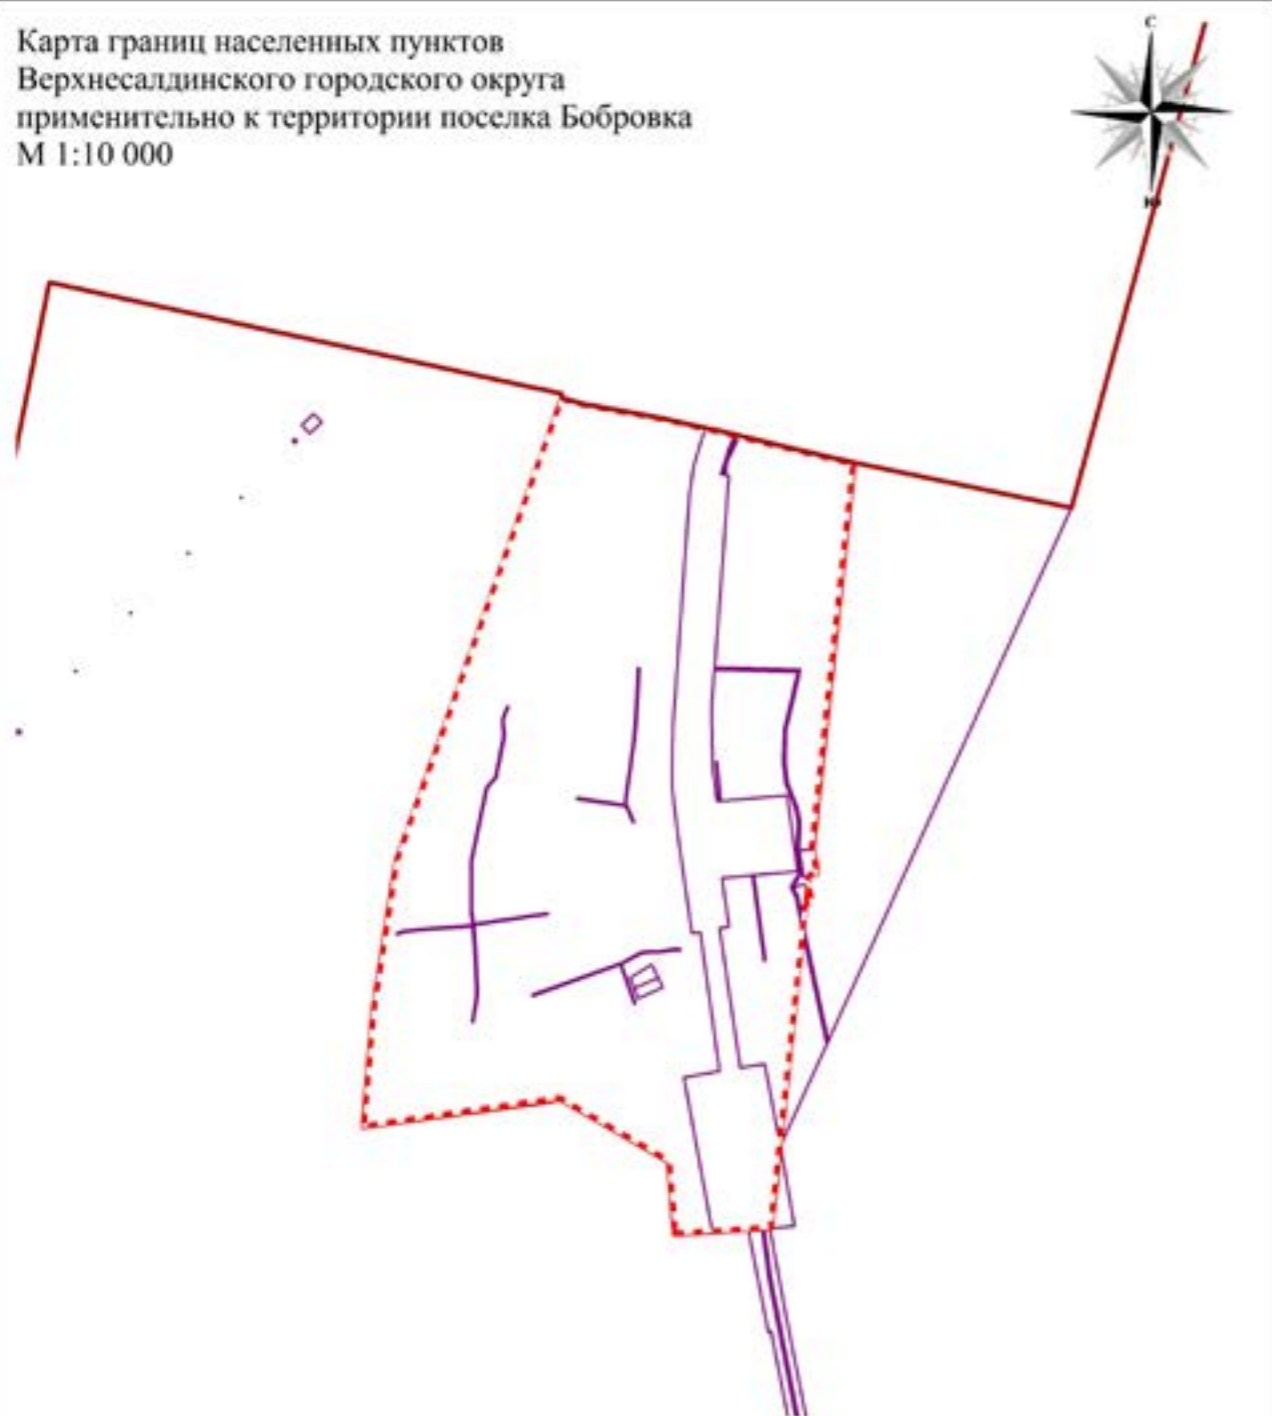 Карта границ населенных пунктов
Верхнесалдинского городского округа
применительно к территории поселка Бобровка
М 1:10 000
С
Ю